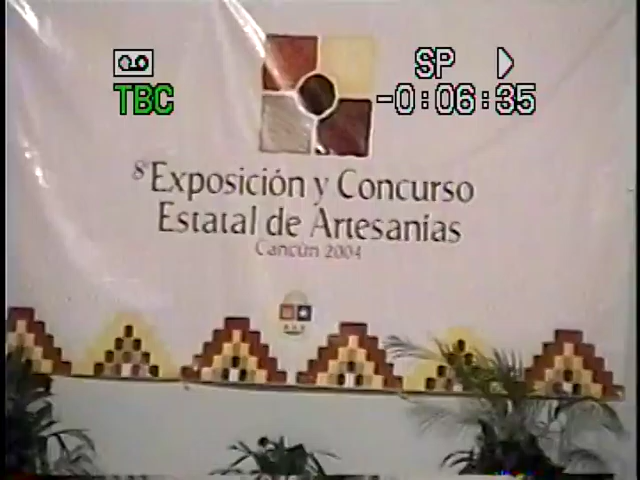 SP
TBC -0:06:35
8ª Exposición y Concurso
Estatal de Artesanías
Cancún 2004